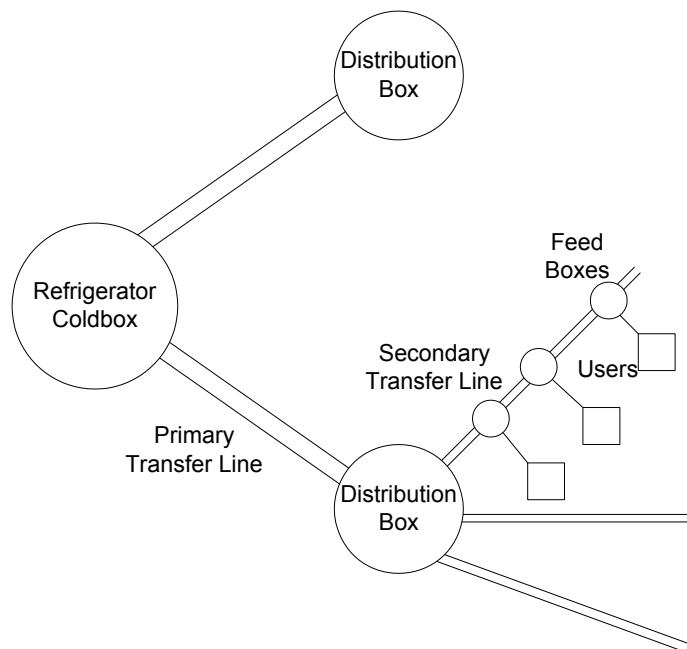 Distribution
Box
Feed
Boxes
Refrigerator
Coldbox
Secondary
Transfer Line
Users
Primary
Transfer Line
Distribution
Box